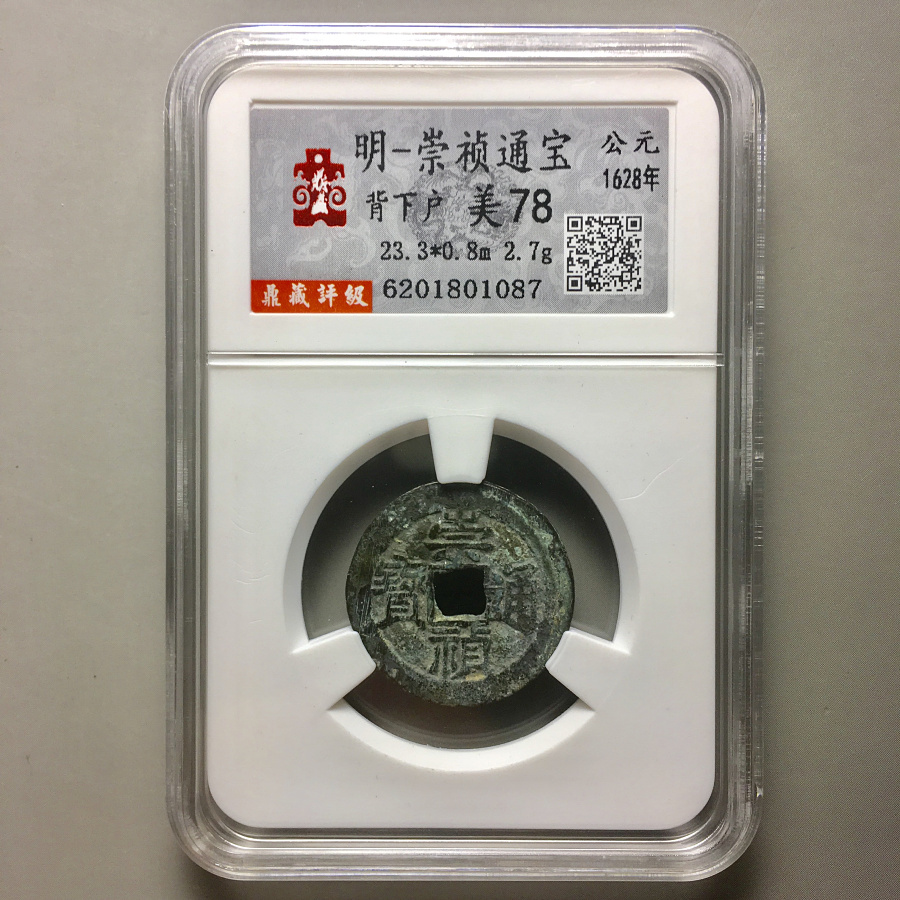 明-崇祯通宝
公元
1628年
背下户 美78
23.3*0.8m 2.7g
鼎藏評級
6201801087
崇禎通寶